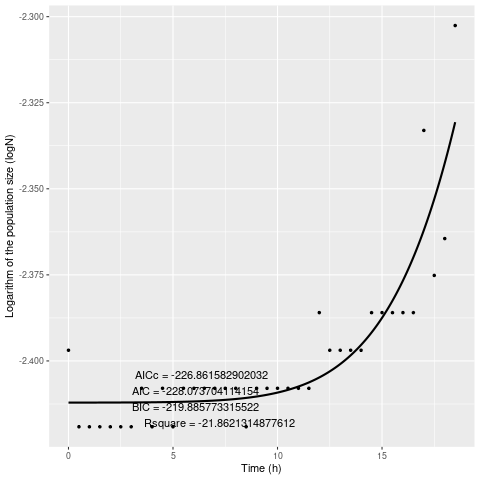 -2.300
-2.325
-2.350
-2.375
-2.400
Logarithm of the population size (logN)
AICc = -226.861582902032
AIC = -228.073704114154
BIC = -219.885773315522
Rsquare = -21.8621314877612
0
5
10
15
Time (h)